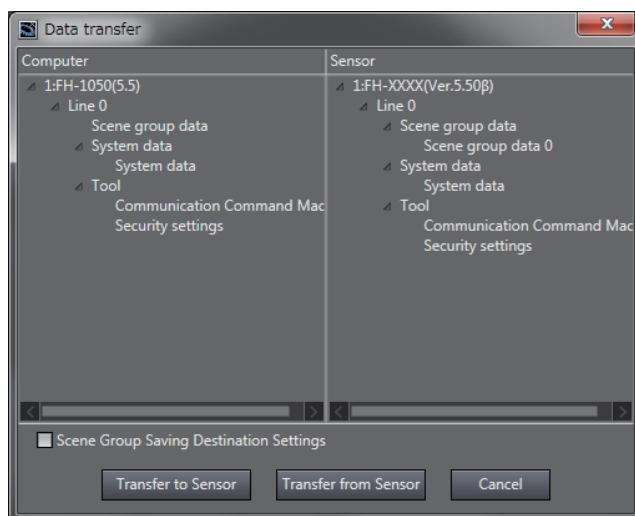 Data transfer
Computer
Sensor
1:FH-1050(5.5)
Line 0
Scene group data
System data
System data
Tool
Communication Command Mac
Security settings
1:FH-XXXX(Ver.5.50β)
Line 0
Scene group data
Scene group data 0
System data
System data
Tool
Communication Command Mac
Security settings
Scene Group Saving Destination Settings
Transfer to Sensor
Transfer from Sensor
Cancel